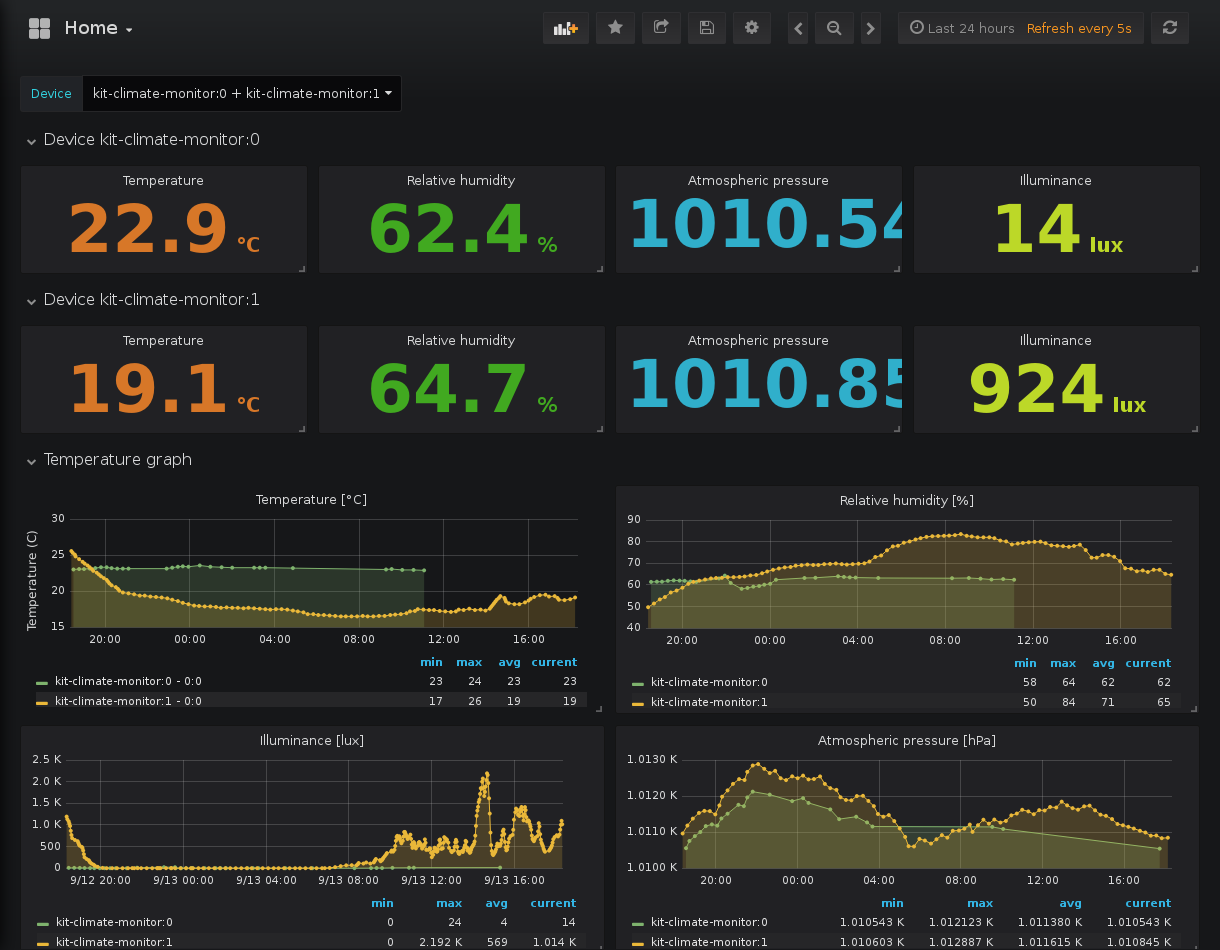 Home
Last 24 hours Refresh every 5s
Device kit-climate-monitor:0 + kit-climate-monitor:1
Device kit-climate-monitor:0
Temperature Relative humidity Atmospheric pressure Illuminance
22.9 °C 62.4 % 1010.54 14 lux
Device kit-climate-monitor:1
Temperature Relative humidity Atmospheric pressure Illuminance
19.1 °C 64.7 % 1010.85 924 lux
Temperature graph
Temperature [°C]
Temperature (C)
30
25
20
15
20:00 00:00 04:00 08:00 12:00 16:00
min max avg current
kit-climate-monitor:0 - 0:0 23 24 23 23
kit-climate-monitor:1 - 0:0 17 26 19 19
Relative humidity [%]
90
80
70
60
50
40
20:00 00:00 04:00 08:00 12:00 16:00
min max avg current
kit-climate-monitor:0 58 64 62 62
kit-climate-monitor:1 50 84 71 65
Illuminance [lux]
2.5 K
2.0 K
1.5 K
1.0 K
500
0
9/12 20:00 9/13 00:00 9/13 04:00 9/13 08:00 9/13 12:00 9/13 16:00
min max avg current
kit-climate-monitor:0 0 24 4 14
kit-climate-monitor:1 0 2.192 K 569 1.014 K
Atmospheric pressure [hPa]
1.0130 K
1.0120 K
1.0110 K
1.0100 K
20:00 00:00 04:00 08:00 12:00 16:00
min max avg current
kit-climate-monitor:0 1.010543 K 1.012123 K 1.011380 K 1.010543 K
kit-climate-monitor:1 1.010603 K 1.012887 K 1.011615 K 1.010845 K